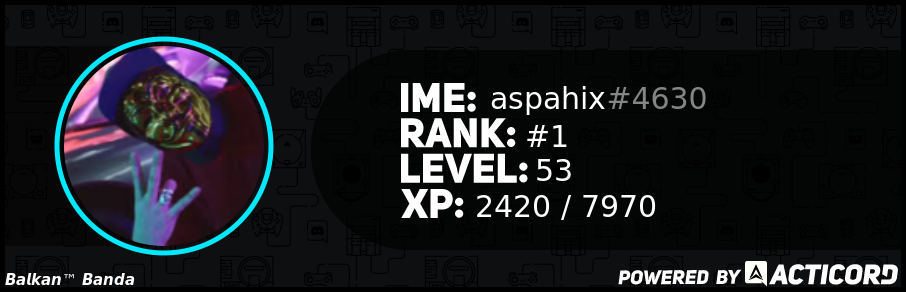 IME: aspahix#4630
RANK: #1
LEVEL: 53
XP: 2420 / 7970
Balkan™ Banda
POWERED BY ACTICORD